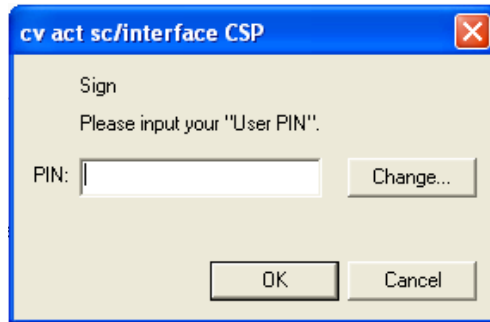 cv act sc/interface CSP
Sign
Please input your "User PIN".
PIN:
Change...
OK
Cancel